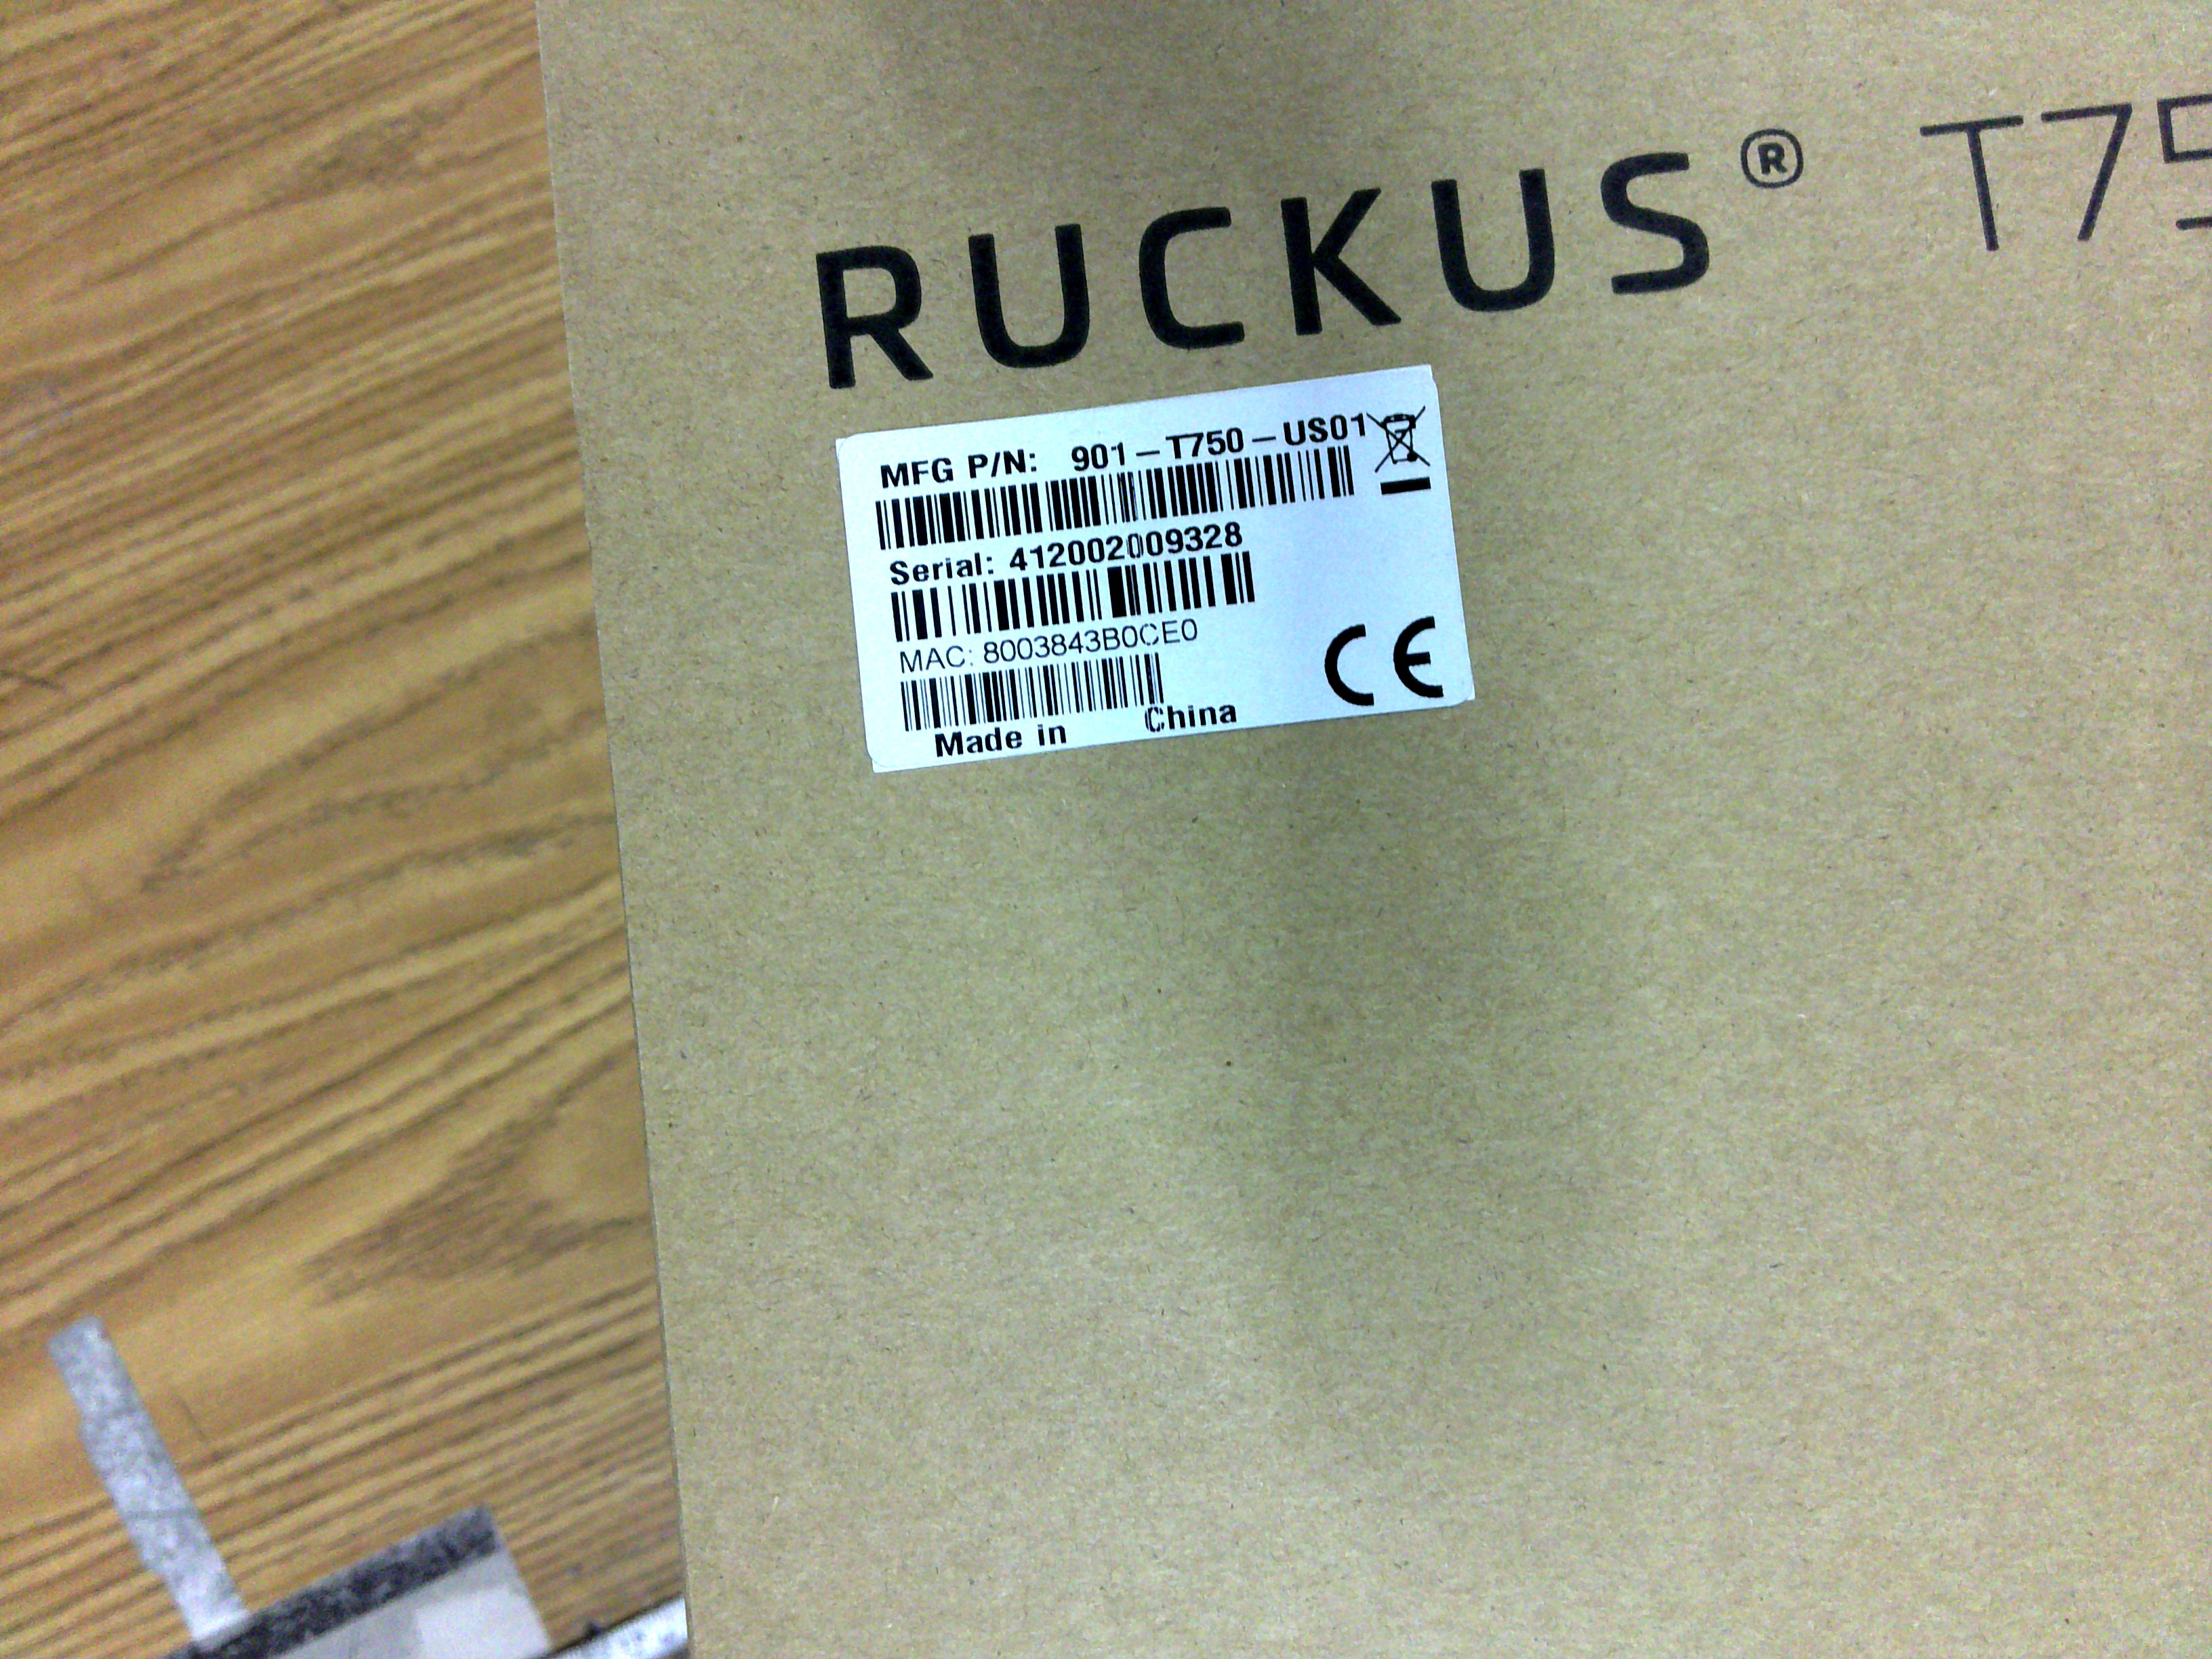 RUCKUS® T75
MFG P/N: 901-T750-US01
Serial: 412002009328
MAC: 8003843B0CE0
Made in China
CE